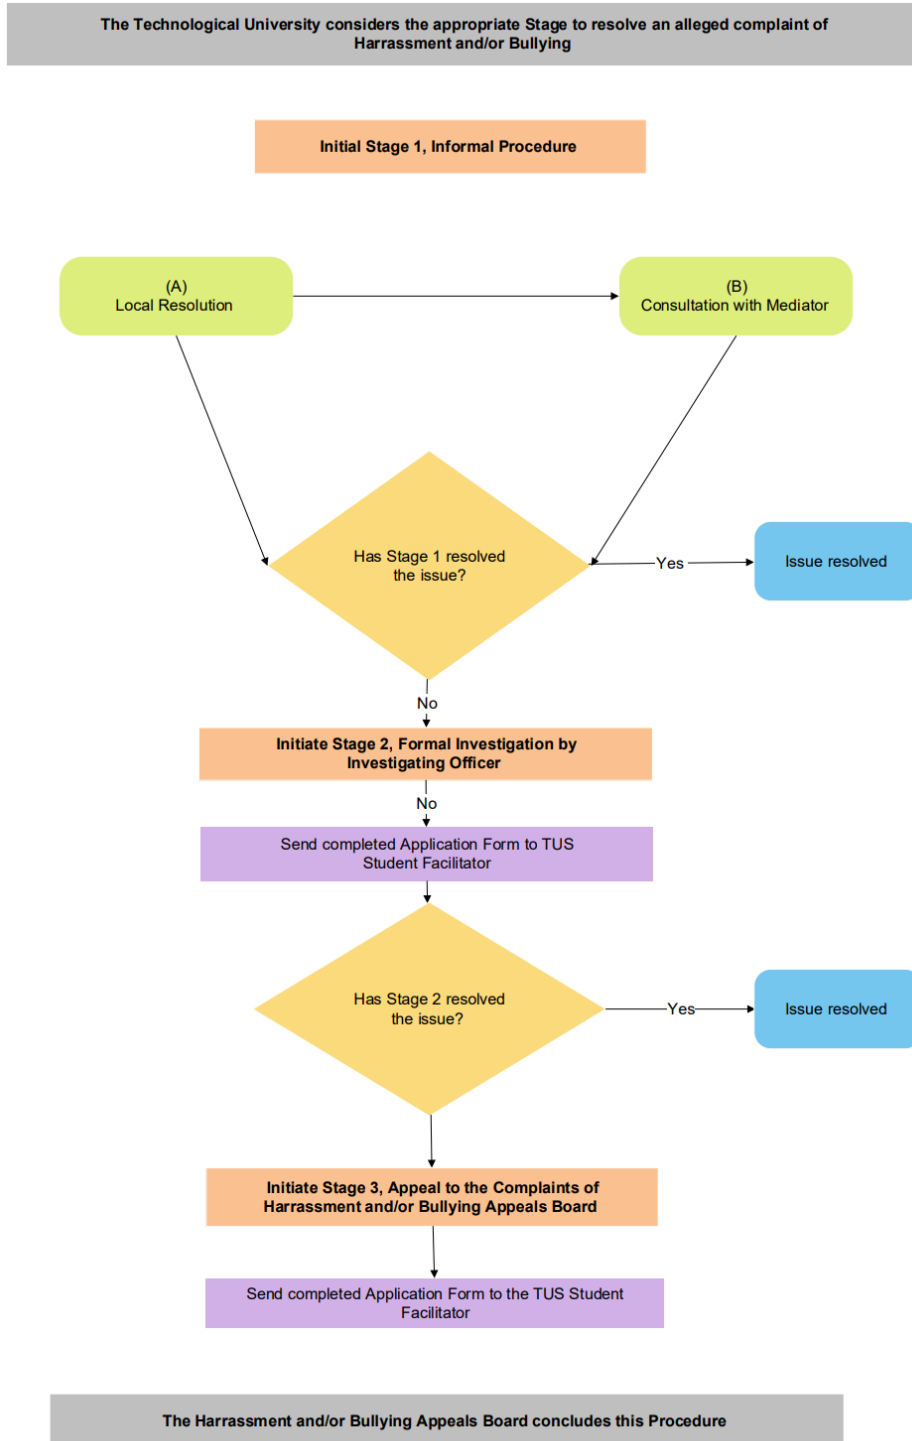 The Technological University considers the appropriate Stage to resolve an alleged complaint of
Harrassment and/or Bullying
Initial Stage 1, Informal Procedure
(A)
Local Resolution
(B)
Consultation with Mediator
Has Stage 1 resolved
the issue?
Yes
Issue resolved
No
Initiate Stage 2, Formal Investigation by
Investigating Officer
No
Send completed Application Form to TUS
Student Facilitator
Has Stage 2 resolved
the issue?
Yes
Issue resolved
Initiate Stage 3, Appeal to the Complaints of
Harrassment and/or Bullying Appeals Board
Send completed Application Form to the TUS Student
Facilitator
The Harrassment and/or Bullying Appeals Board concludes this Procedure